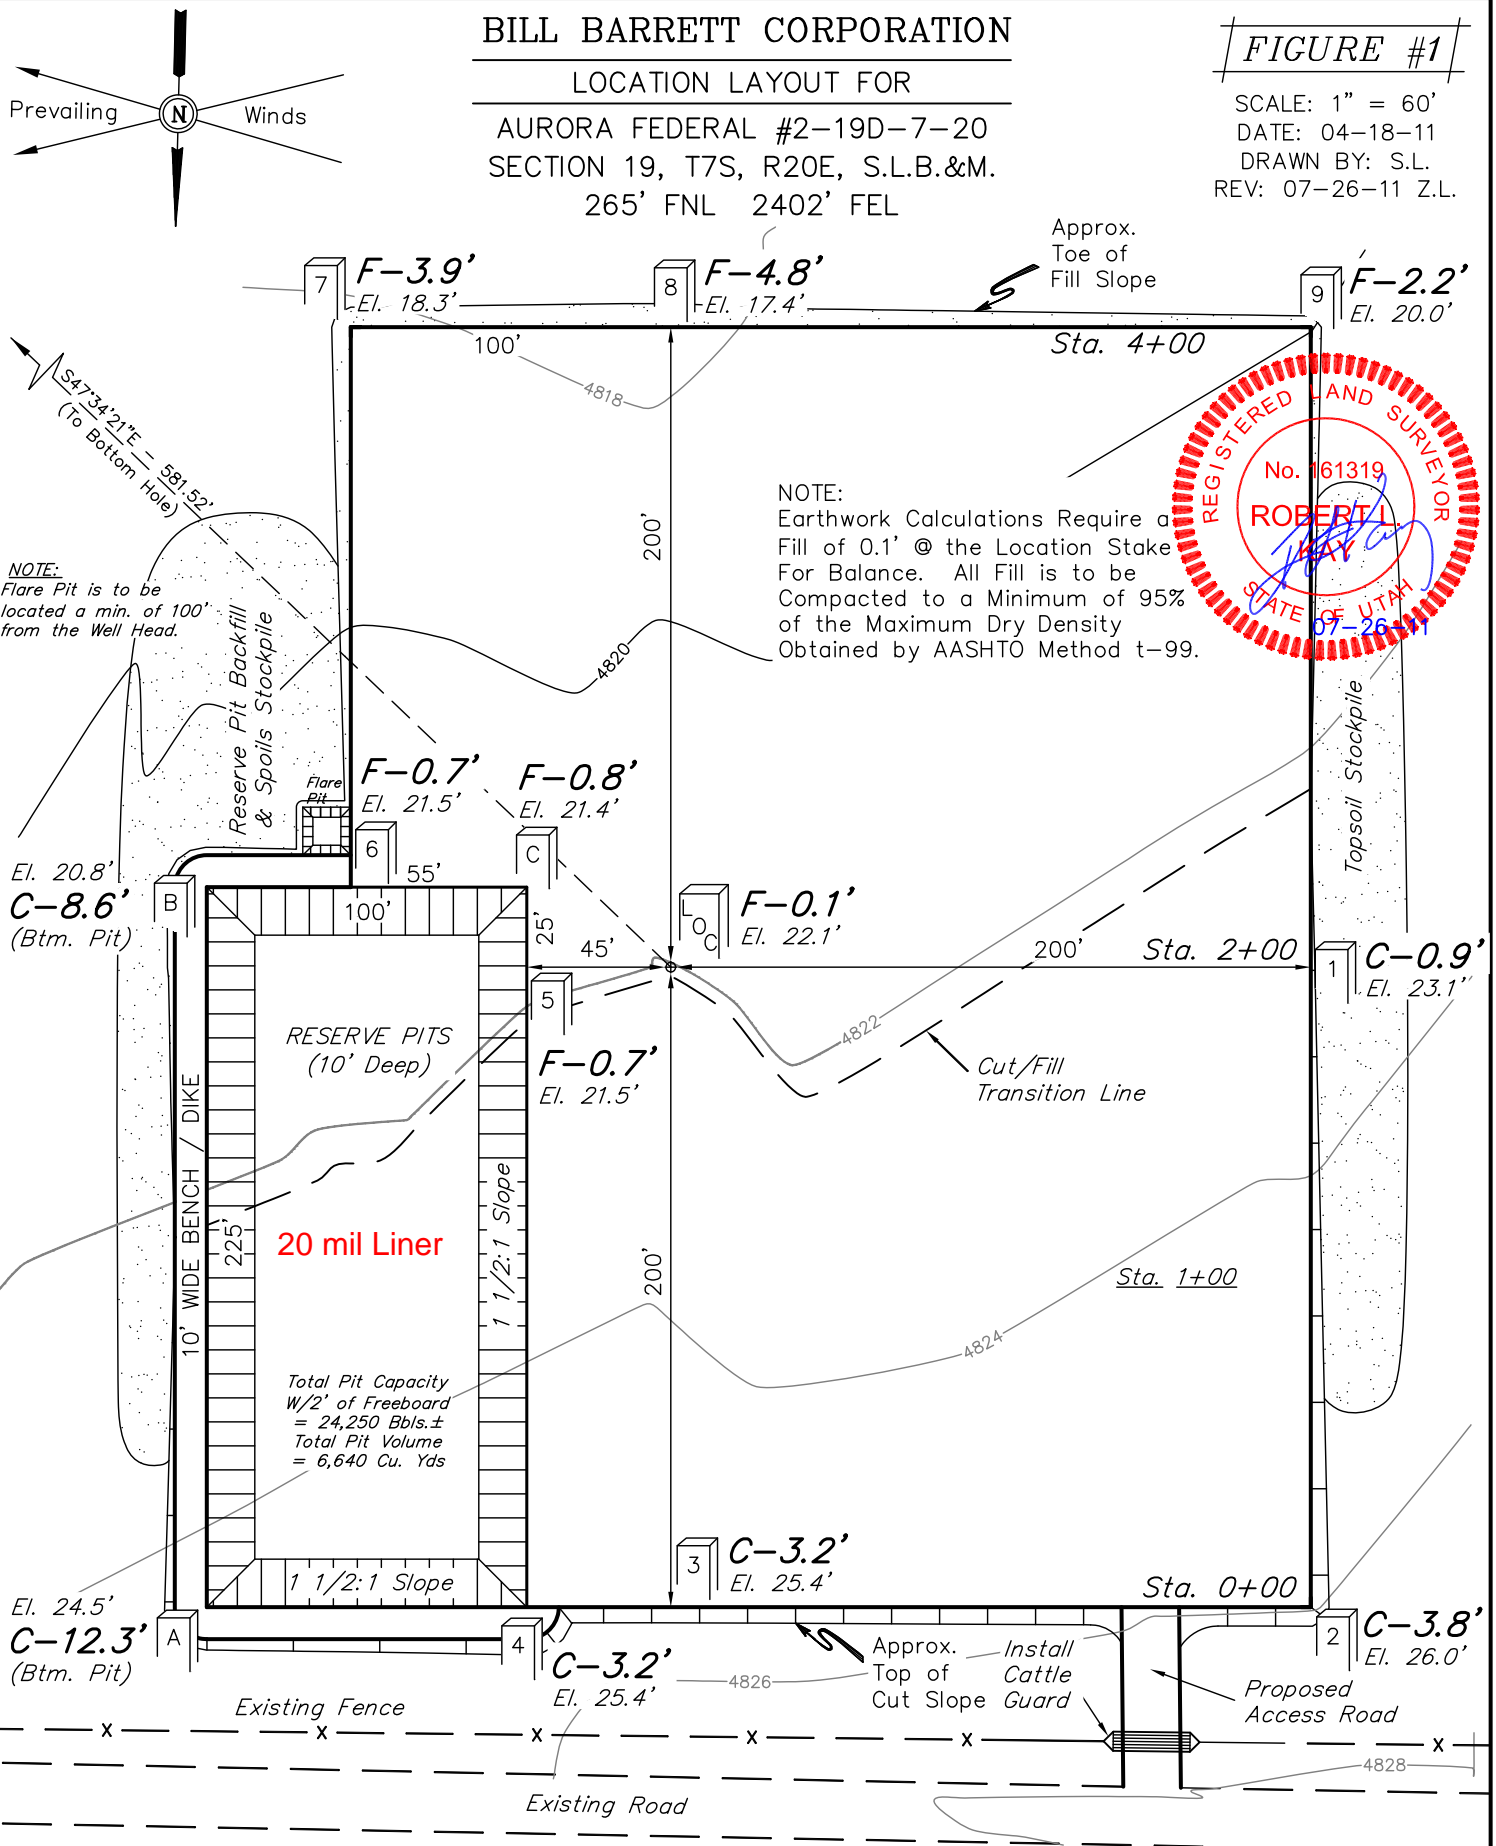 BILL BARRETT CORPORATION
LOCATION LAYOUT FOR
AURORA FEDERAL #2-19D-7-20
SECTION 19, T7S, R20E, S.L.B.&M.
265' FNL 2402' FEL
FIGURE #1
SCALE: 1" = 60'
DATE: 04-18-11
DRAWN BY: S.L.
REV: 07-26-11 Z.L.
Prevailing
N
Winds
Approx.
Toe of
Fill Slope
7
F-3.9'
El. 18.3'
8
F-4.8'
El. 17.4'
9
F-2.2'
El. 20.0'
100'
Sta. 4+00
4818
S47°34'21"E - 581.52'
(To Bottom Hole)
REGISTERED LAND SURVEYOR
No. 161319
ROBERT L.
KAY
STATE OF UTAH
07-26-11
NOTE:
Earthwork Calculations Require a
Fill of 0.1' @ the Location Stake
For Balance. All Fill is to be
Compacted to a Minimum of 95%
of the Maximum Dry Density
Obtained by AASHTO Method t-99.
200'
NOTE:
Flare Pit is to be
located a min. of 100'
from the Well Head.
Reserve Pit Backfill
& Spoils Stockpile
4820
Topsoil Stockpile
Flare
Pit
F-0.7'
El. 21.5'
6
F-0.8'
El. 21.4'
C
El. 20.8'
C-8.6'
(Btm. Pit)
B
55'
100'
25'
45'
LOC
F-0.1'
El. 22.1'
200'
Sta. 2+00
1
C-0.9'
El. 23.1'
5
F-0.7'
El. 21.5'
RESERVE PITS
(10' Deep)
4822
Cut/Fill
Transition Line
10' WIDE BENCH / DIKE
225'
20 mil Liner
1 1/2:1 Slope
200'
Sta. 1+00
4824
Total Pit Capacity
W/2' of Freeboard
= 24,250 Bbls.±
Total Pit Volume
= 6,640 Cu. Yds
1 1/2:1 Slope
3
C-3.2'
El. 25.4'
Sta. 0+00
El. 24.5'
C-12.3'
(Btm. Pit)
A
4
C-3.2'
El. 25.4'
2
C-3.8'
El. 26.0'
4826
Approx.
Top of
Cut Slope
Install
Cattle
Guard
Proposed
Access Road
Existing Fence
x x x x x x
4828
Existing Road